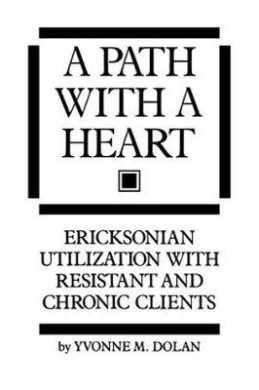 A PATH
WITH A
HEART
ERICKSONIAN
UTILIZATION WITH
RESISTANT AND
CHRONIC CLIENTS
by YVONNE M. DOLAN